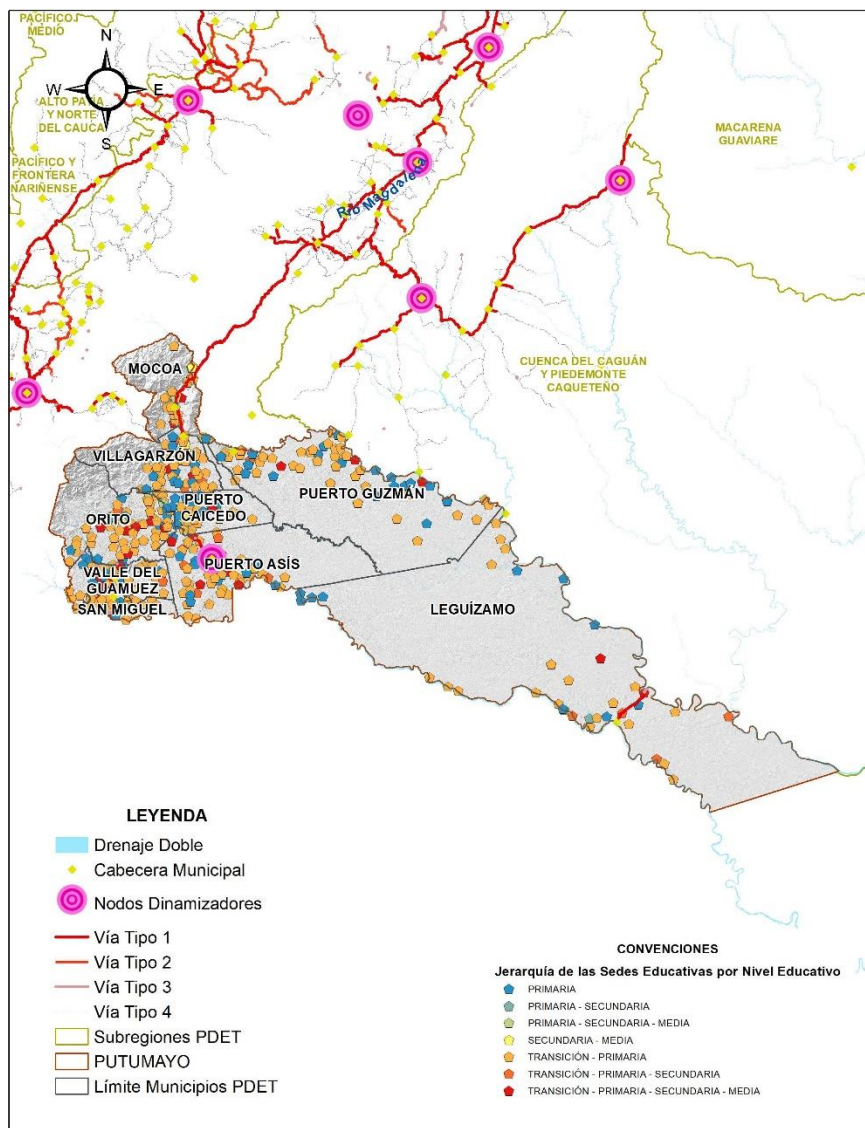 PACÍFICO
MEDIO
N
W
E
S
ALTO PATÍA
Y NORTE
DEL CAUCA
PACÍFICO Y
FRONTERA
NARIÑENSE
MACARENA
GUAVIARE
Río Magdalena
CUENCA DEL CAGUÁN
Y PIEDEMONTE
CAQUETEÑO
MOCOA
VILLAGARZÓN
PUERTO GUZMÁN
PUERTO
CAICEDO
ORITO
PUERTO ASÍS
VALLE DEL
GUAMUEZ
SAN MIGUEL
LEGUÍZAMO
LEYENDA
Drenaje Doble
Cabecera Municipal
Nodos Dinamizadores
Vía Tipo 1
Vía Tipo 2
Vía Tipo 3
Vía Tipo 4
Subregiones PDET
PUTUMAYO
Límite Municipios PDET
CONVENCIONES
Jerarquía de las Sedes Educativas por Nivel Educativo
PRIMARIA
PRIMARIA - SECUNDARIA
PRIMARIA - SECUNDARIA - MEDIA
SECUNDARIA - MEDIA
TRANSICIÓN - PRIMARIA
TRANSICIÓN - PRIMARIA - SECUNDARIA
TRANSICIÓN - PRIMARIA - SECUNDARIA - MEDIA